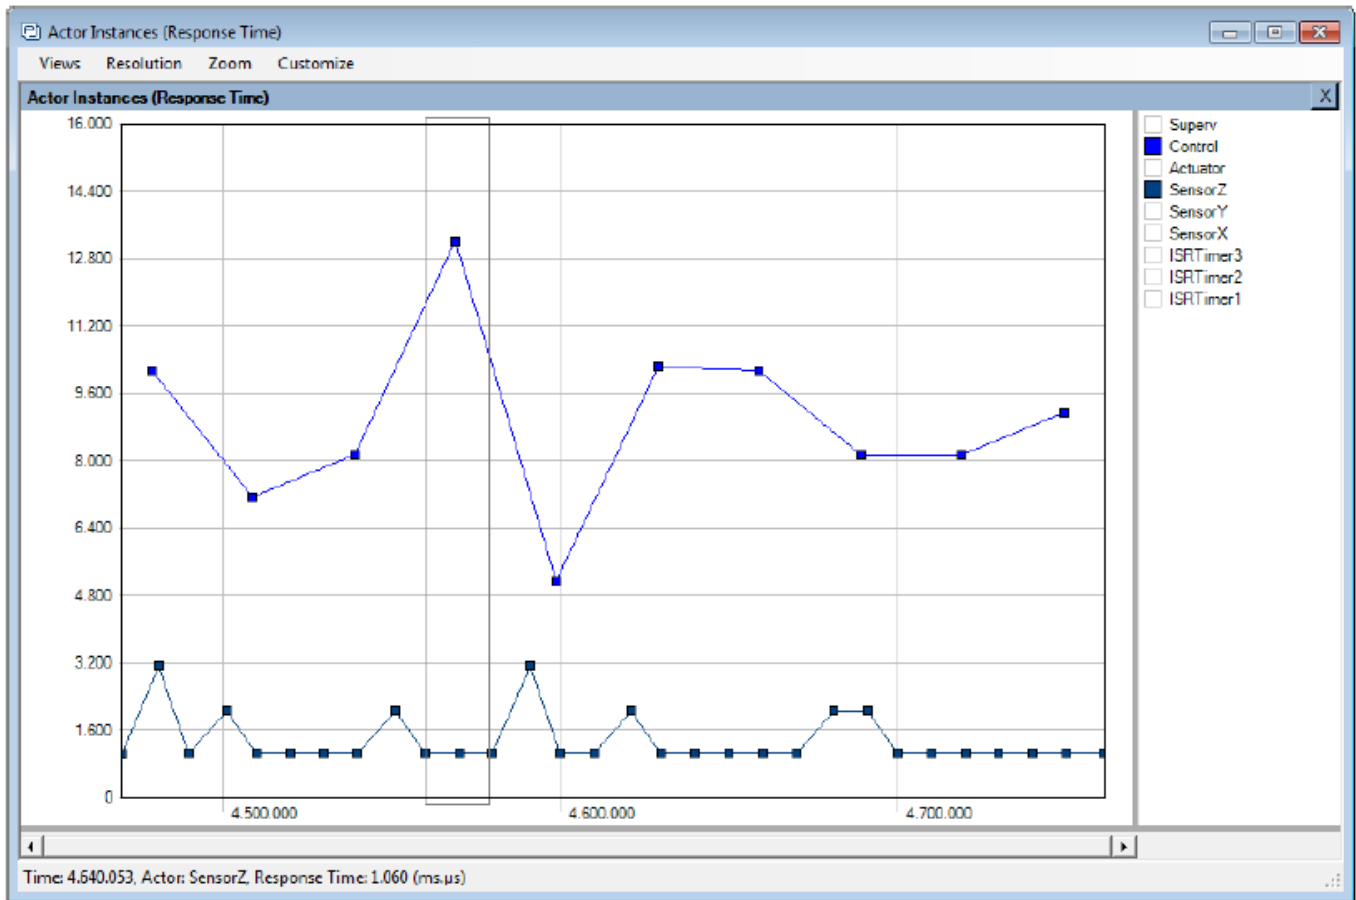 Actor Instances (Response Time)
Views Resolution Zoom Customize
Actor Instances (Response Time)
X
16.000
14.400
12.800
11.200
9.600
8.000
6.400
4.800
3.200
1.600
0
4.500.000 4.600.000 4.700.000
Superv
Control
Actuator
SensorZ
SensorY
SensorX
ISRTimer3
ISRTimer2
ISRTimer1
Time: 4.640.053, Actor: SensorZ, Response Time: 1.060 (ms.µs)